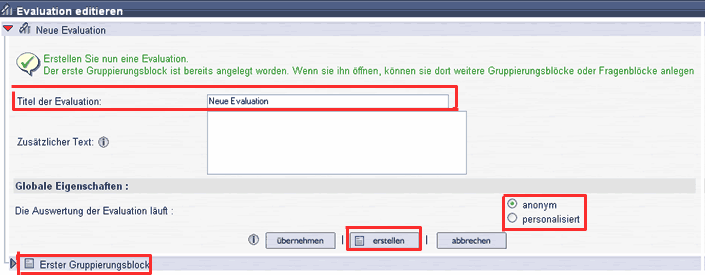 Evaluation editieren
Neue Evaluation
Erstellen Sie nun eine Evaluation.
Der erste Gruppierungsblock ist bereits angelegt worden. Wenn sie ihn öffnen, können sie dort weitere Gruppierungsblöcke oder Fragenblöcke anlegen
Titel der Evaluation: Neue Evaluation
Zusätzlicher Text:
Globale Eigenschaften :
anonym
Die Auswertung der Evaluation läuft :
personalisiert
übernehmen | erstellen | abbrechen
Erster Gruppierungsblock